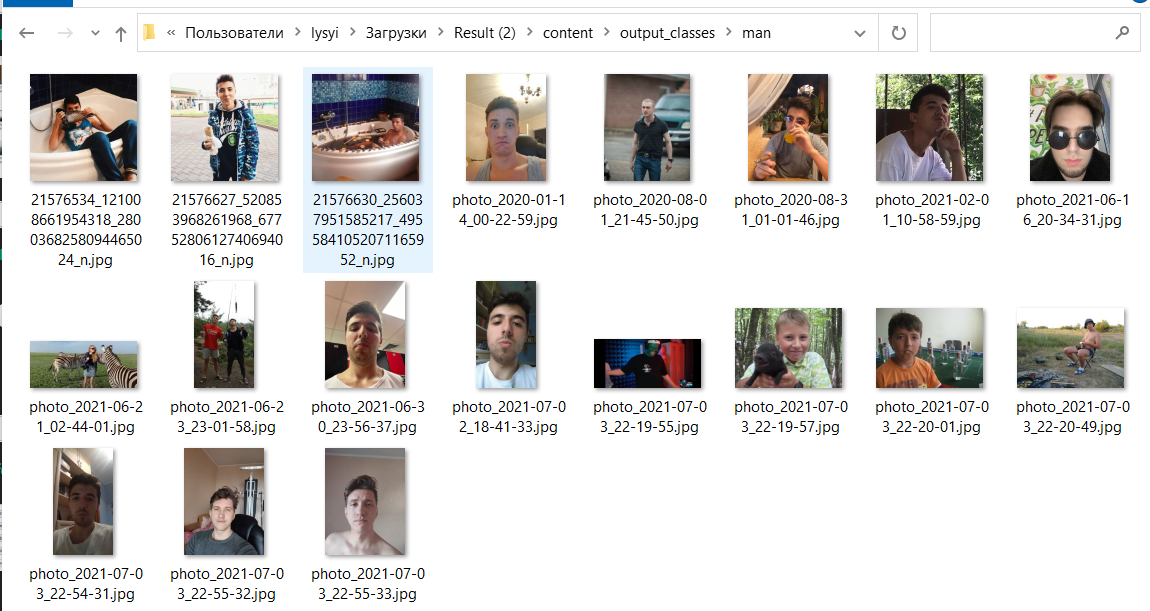 « Пользователи > lysyi > Загрузки > Result (2) > content > output_classes > man
21576534_12100
8661954318_280
03682580944650
24_n.jpg
21576627_52085
3968261968_677
52806127406940
16_n.jpg
21576630_25603
7951585217_495
58410520711659
52_n.jpg
photo_2020-01-1
4_00-22-59.jpg
photo_2020-08-0
1_21-45-50.jpg
photo_2020-08-3
1_01-01-46.jpg
photo_2021-02-0
1_10-58-59.jpg
photo_2021-06-1
6_20-34-31.jpg
photo_2021-06-2
1_02-44-01.jpg
photo_2021-06-2
3_23-01-58.jpg
photo_2021-06-3
0_23-56-37.jpg
photo_2021-07-0
2_18-41-33.jpg
photo_2021-07-0
3_22-19-55.jpg
photo_2021-07-0
3_22-19-57.jpg
photo_2021-07-0
3_22-20-01.jpg
photo_2021-07-0
3_22-20-49.jpg
photo_2021-07-0
3_22-54-31.jpg
photo_2021-07-0
3_22-55-32.jpg
photo_2021-07-0
3_22-55-33.jpg